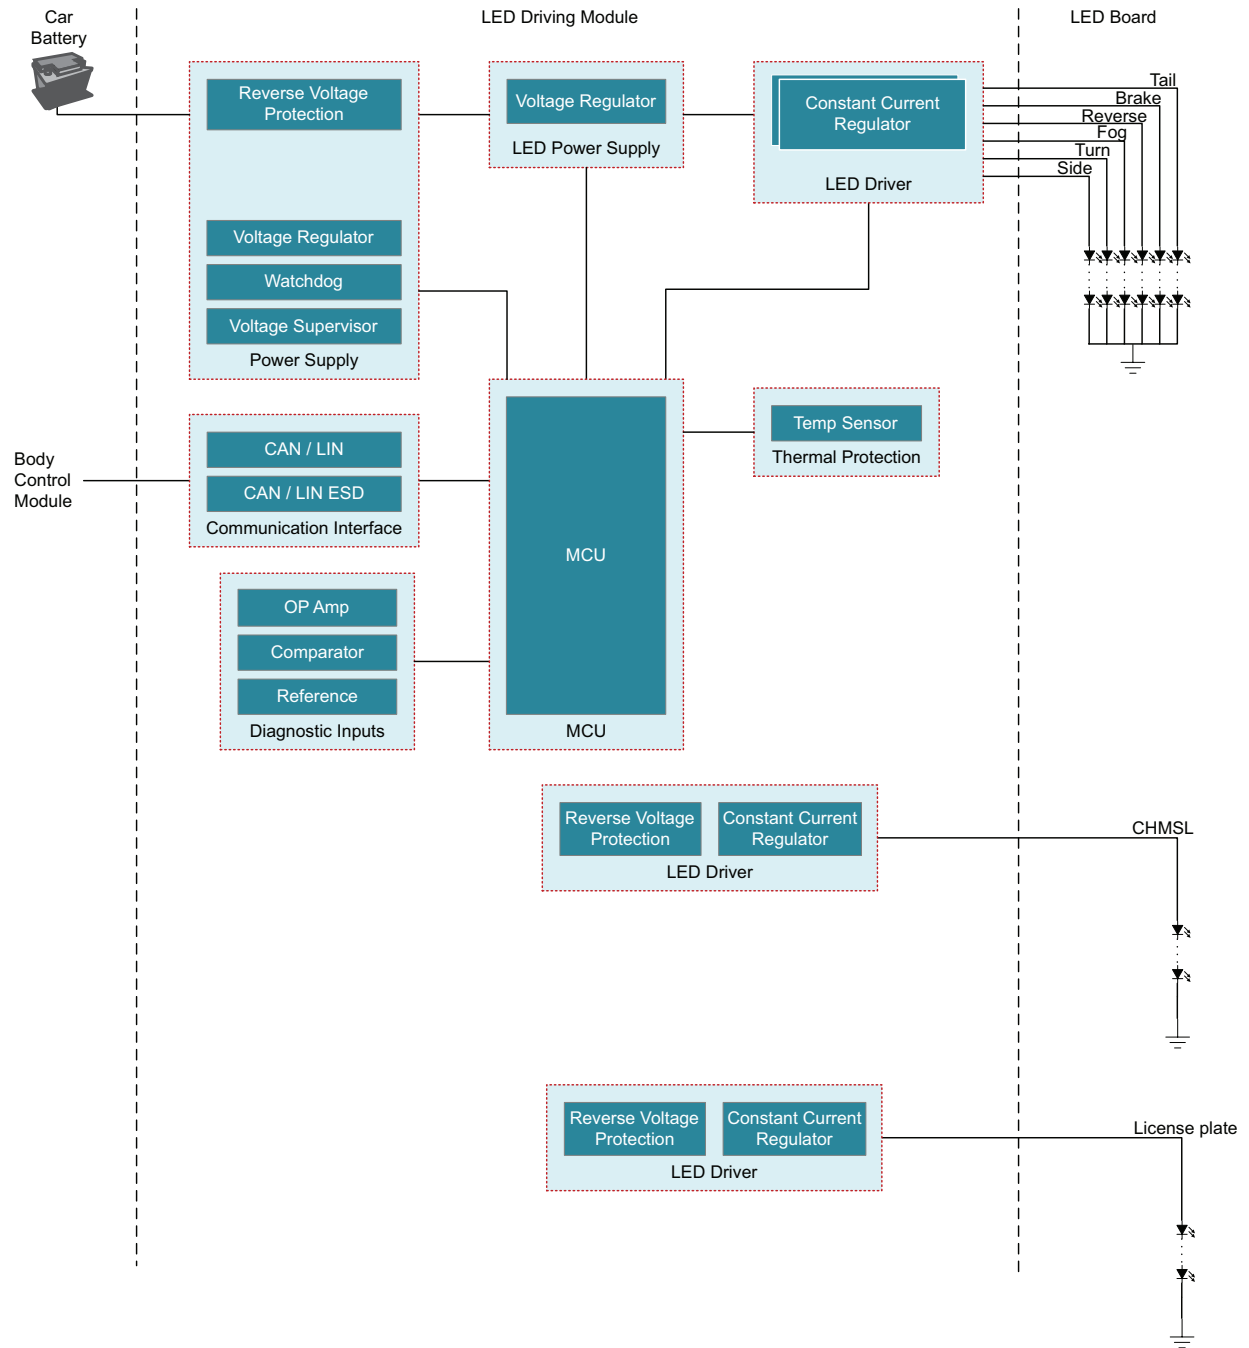 Car
Battery
LED Driving Module
LED Board
Reverse Voltage
Protection
Voltage Regulator
Watchdog
Voltage Supervisor
Power Supply
Voltage Regulator
LED Power Supply
Constant Current
Regulator
LED Driver
Tail
Brake
Reverse
Fog
Turn
Side
Body
Control
Module
CAN / LIN
CAN / LIN ESD
Communication Interface
OP Amp
Comparator
Reference
Diagnostic Inputs
MCU
MCU
Temp Sensor
Thermal Protection
Reverse Voltage
Protection
Constant Current
Regulator
LED Driver
CHMSL
Reverse Voltage
Protection
Constant Current
Regulator
LED Driver
License plate